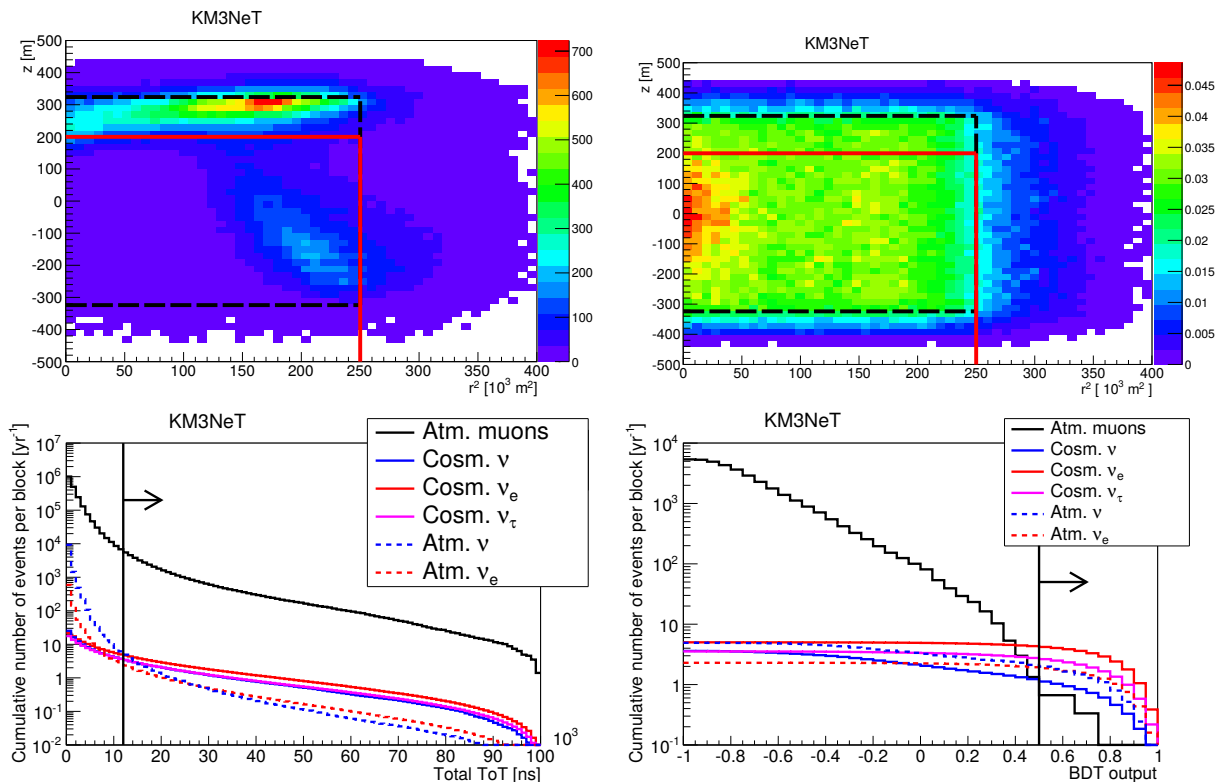 KM3NeT
z [m]
500
400
300
200
100
0
-100
-200
-300
-400
-500
0 50 100 150 200 250 300 350 400
r² [10³ m²]
700
600
500
400
300
200
100
0
KM3NeT
z [m]
500
400
300
200
100
0
-100
-200
-300
-400
-500
0 50 100 150 200 250 300 350 400
r² [ 10³ m²]
0.045
0.04
0.035
0.03
0.025
0.02
0.015
0.01
0.005
0
KM3NeT
Cumulative number of events per block [yr⁻¹]
10⁷
10⁶
10⁵
10⁴
10³
10²
10
1
10⁻¹
10⁻²
0 10 20 30 40 50 60 70 80 90 100
10³
Total ToT [ns]
Atm. muons
Cosm. ν
Cosm. νₑ
Cosm. ντ
Atm. ν
Atm. νₑ
KM3NeT
Cumulative number of events per block [yr⁻¹]
10⁴
10³
10²
10
1
10⁻¹
-1 -0.8 -0.6 -0.4 -0.2 0 0.2 0.4 0.6 0.8 1
BDT output
Atm. muons
Cosm. ν
Cosm. νₑ
Cosm. ντ
Atm. ν
Atm. νₑ